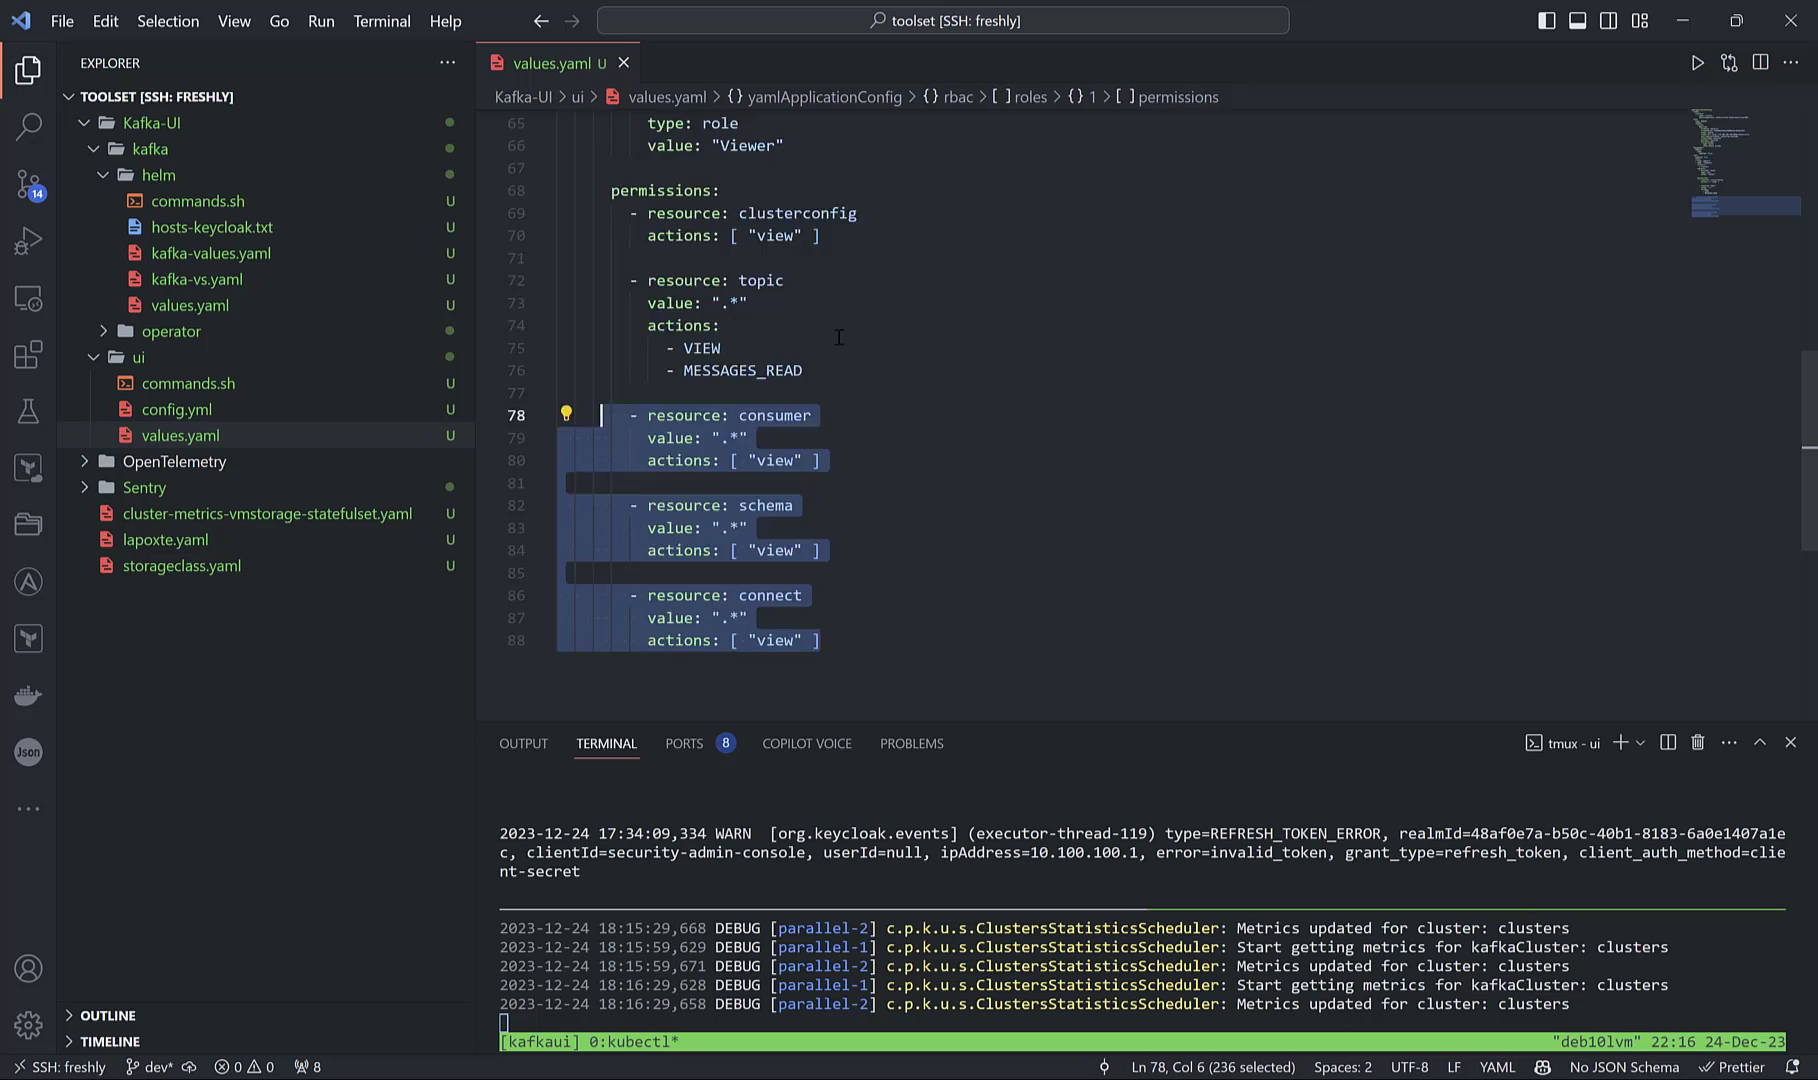 File Edit Selection View Go Run Terminal Help
toolset [SSH: freshly]
EXPLORER
TOOLSET [SSH: FRESHLY]
Kafka-UI
kafka
helm
commands.sh U
hosts-keycloak.txt U
kafka-values.yaml U
kafka-vs.yaml U
values.yaml U
operator
ui
commands.sh U
config.yml U
values.yaml U
OpenTelemetry
Sentry
cluster-metrics-vmstorage-statefulset.yaml U
lapoxte.yaml U
storageclass.yaml U
OUTLINE
TIMELINE
14
Json
values.yaml U
Kafka-UI > ui > values.yaml > {} yamlApplicationConfig > {} rbac > [ ] roles > {} 1 > [ ] permissions
65 type: role
66 value: "Viewer"
67
68 permissions:
69 - resource: clusterconfig
70 actions: [ "view" ]
71
72 - resource: topic
73 value: ".*"
74 actions:
75 - VIEW
76 - MESSAGES_READ
77
78 - resource: consumer
79 value: ".*"
80 actions: [ "view" ]
81
82 - resource: schema
83 value: ".*"
84 actions: [ "view" ]
85
86 - resource: connect
87 value: ".*"
88 actions: [ "view" ]
OUTPUT TERMINAL PORTS 8 COPILOT VOICE PROBLEMS
tmux - ui
2023-12-24 17:34:09,334 WARN [org.keycloak.events] (executor-thread-119) type=REFRESH_TOKEN_ERROR, realmId=48af0e7a-b50c-40b1-8183-6a0e1407a1e
c, clientId=security-admin-console, userId=null, ipAddress=10.100.100.1, error=invalid_token, grant_type=refresh_token, client_auth_method=clie
nt-secret
2023-12-24 18:15:29,668 DEBUG [parallel-2] c.p.k.u.s.ClustersStatisticsScheduler: Metrics updated for cluster: clusters
2023-12-24 18:15:59,629 DEBUG [parallel-1] c.p.k.u.s.ClustersStatisticsScheduler: Start getting metrics for kafkaCluster: clusters
2023-12-24 18:15:59,671 DEBUG [parallel-2] c.p.k.u.s.ClustersStatisticsScheduler: Metrics updated for cluster: clusters
2023-12-24 18:16:29,628 DEBUG [parallel-1] c.p.k.u.s.ClustersStatisticsScheduler: Start getting metrics for kafkaCluster: clusters
2023-12-24 18:16:29,658 DEBUG [parallel-2] c.p.k.u.s.ClustersStatisticsScheduler: Metrics updated for cluster: clusters
[kafkaui] 0:kubectl* "deb10lvm" 22:16 24-Dec-23
SSH: freshly dev* 0 0 8 Ln 78, Col 6 (236 selected) Spaces: 2 UTF-8 LF YAML No JSON Schema Prettier